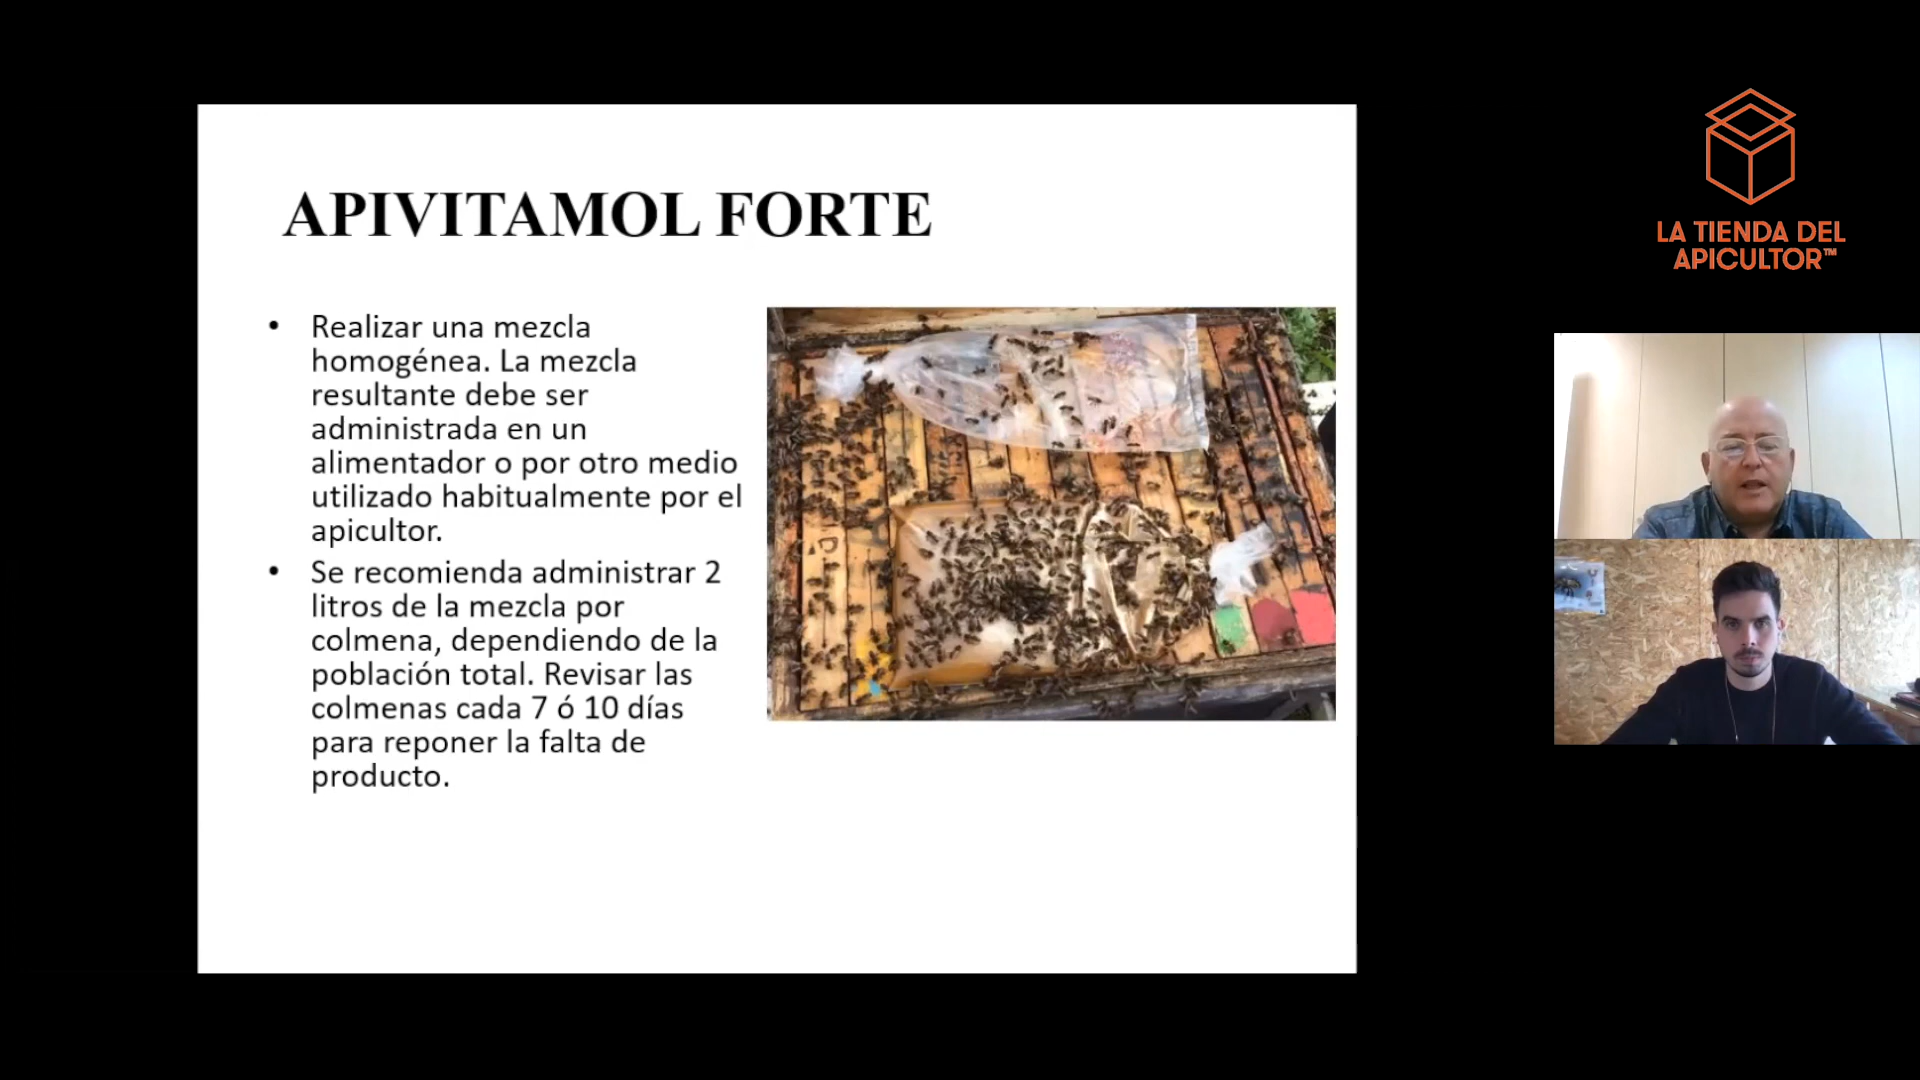 APIVITAMOL FORTE
• Realizar una mezcla
homogénea. La mezcla
resultante debe ser
administrada en un
alimentador o por otro medio
utilizado habitualmente por el
apicultor.
• Se recomienda administrar 2
litros de la mezcla por
colmena, dependiendo de la
población total. Revisar las
colmenas cada 7 ó 10 días
para reponer la falta de
producto.
LA TIENDA DEL
APICULTOR™